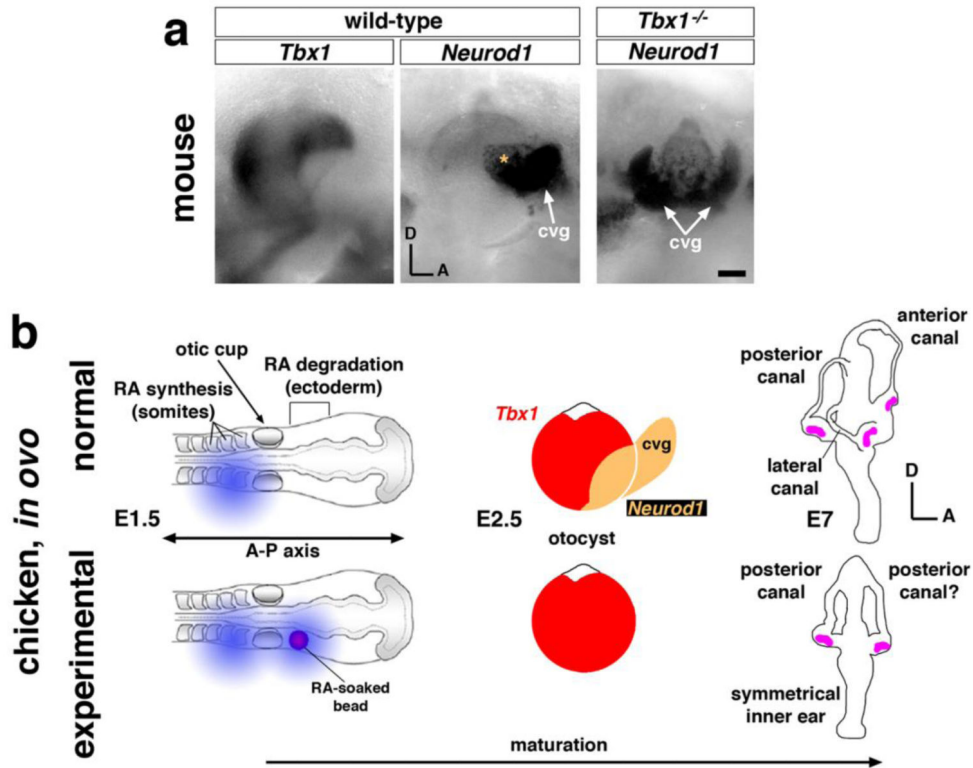 a
wild-type
Tbx1-/-
Tbx1
Neurod1
Neurod1
mouse
*
D
A
cvg
cvg
b
chicken, in ovo
normal
otic cup
RA degradation
(ectoderm)
RA synthesis
(somites)
E1.5
A-P axis
Tbx1
cvg
Neurod1
E2.5
otocyst
anterior
canal
posterior
canal
lateral
canal
E7
D
A
experimental
RA-soaked
bead
posterior
canal
posterior
canal?
symmetrical
inner ear
maturation